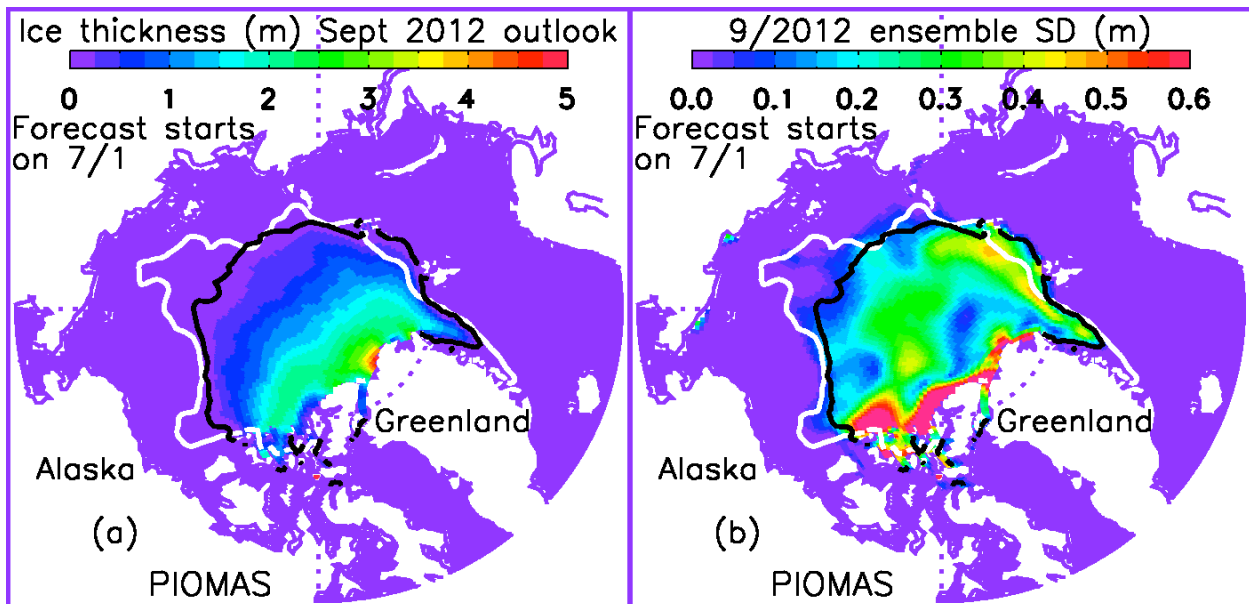 Ice thickness (m) Sept 2012 outlook
0 1 2 3 4 5
Forecast starts
on 7/1
Greenland
Alaska
(a)
PIOMAS
9/2012 ensemble SD (m)
0.0 0.1 0.2 0.3 0.4 0.5 0.6
Forecast starts
on 7/1
Greenland
Alaska
(b)
PIOMAS